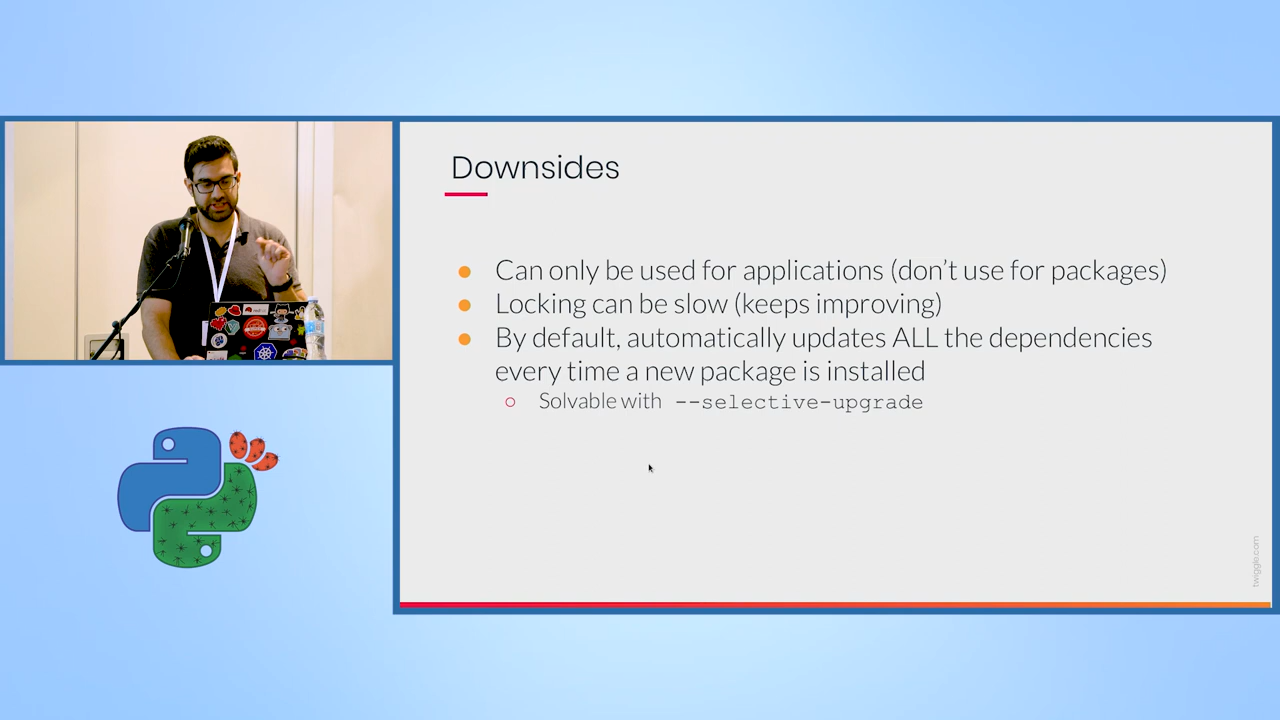 Downsides
● Can only be used for applications (don’t use for packages)
● Locking can be slow (keeps improving)
● By default, automatically updates ALL the dependencies
every time a new package is installed
○ Solvable with --selective-upgrade
twiggle.com